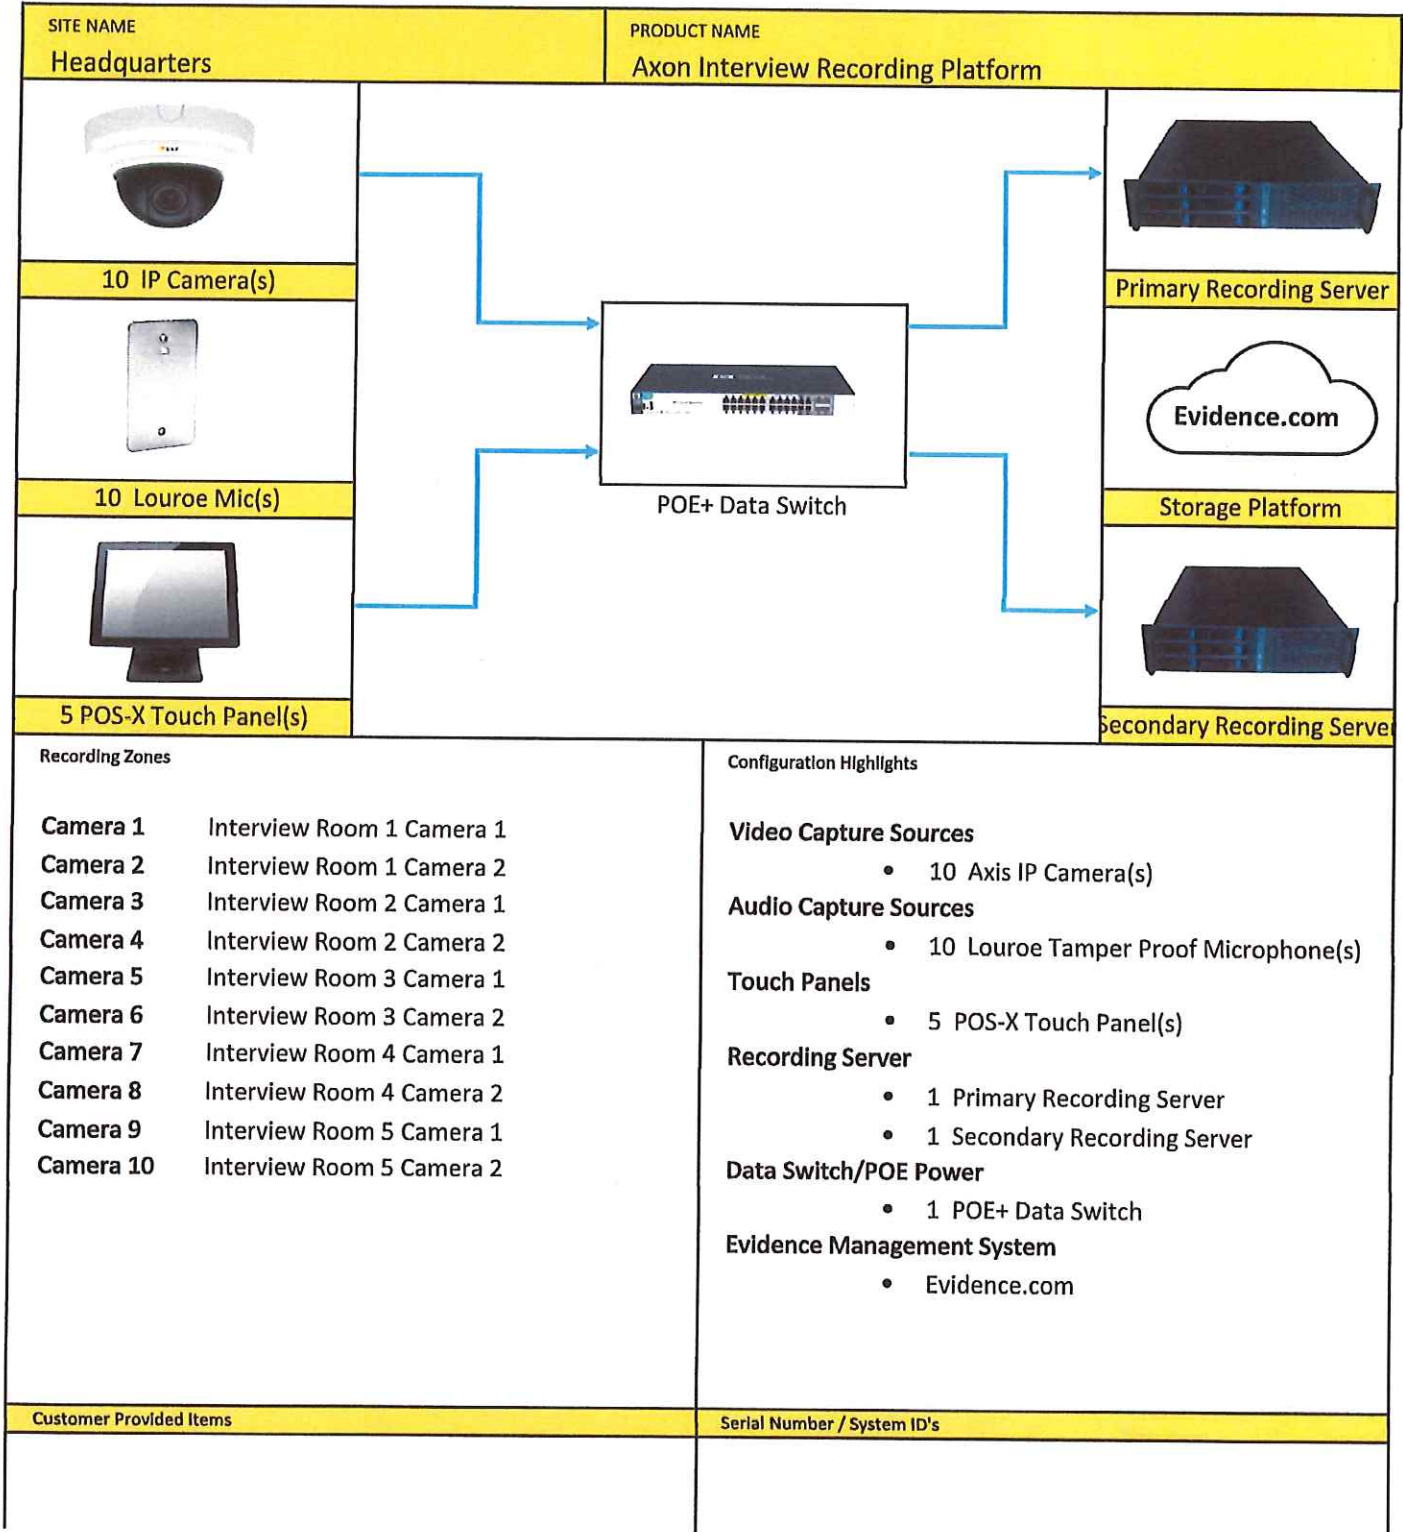 SITE NAME
Headquarters
PRODUCT NAME
Axon Interview Recording Platform
10 IP Camera(s)
10 Louroe Mic(s)
5 POS-X Touch Panel(s)
POE+ Data Switch
Primary Recording Server
Evidence.com
Storage Platform
Secondary Recording Server
Recording Zones
Camera 1 Interview Room 1 Camera 1
Camera 2 Interview Room 1 Camera 2
Camera 3 Interview Room 2 Camera 1
Camera 4 Interview Room 2 Camera 2
Camera 5 Interview Room 3 Camera 1
Camera 6 Interview Room 3 Camera 2
Camera 7 Interview Room 4 Camera 1
Camera 8 Interview Room 4 Camera 2
Camera 9 Interview Room 5 Camera 1
Camera 10 Interview Room 5 Camera 2
Configuration Highlights
Video Capture Sources
• 10 Axis IP Camera(s)
Audio Capture Sources
• 10 Louroe Tamper Proof Microphone(s)
Touch Panels
• 5 POS-X Touch Panel(s)
Recording Server
• 1 Primary Recording Server
• 1 Secondary Recording Server
Data Switch/POE Power
• 1 POE+ Data Switch
Evidence Management System
• Evidence.com
Customer Provided Items
Serial Number / System ID's